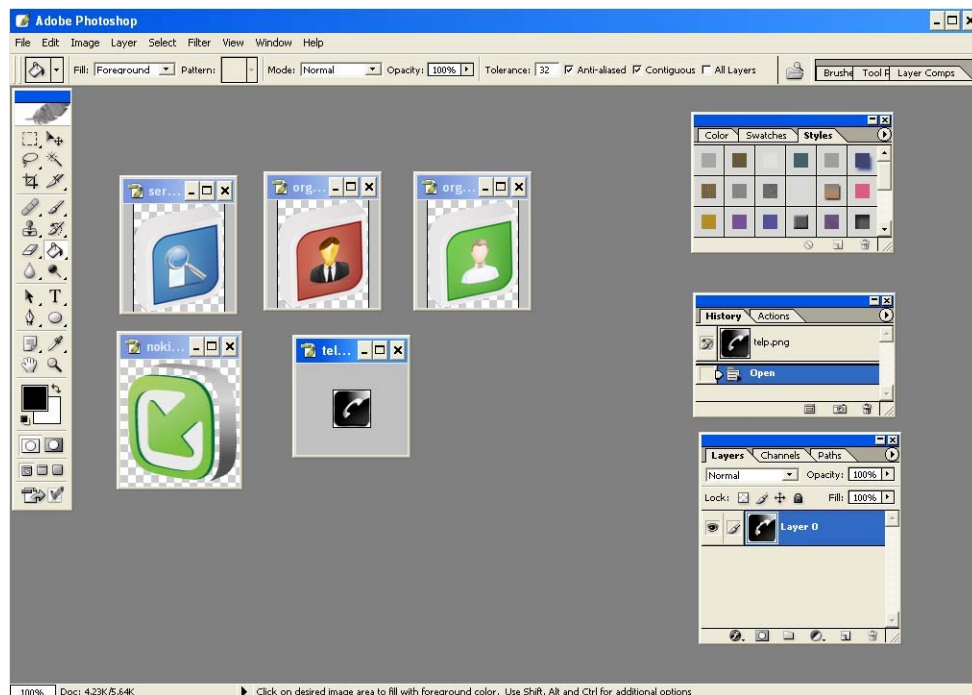 Adobe Photoshop
File Edit Image Layer Select Filter View Window Help
Fill: Foreground Pattern: Mode: Normal Opacity: 100% Tolerance: 32 Anti-aliased Contiguous All Layers Brushe Tool P Layer Comps
Color Swatches Styles
ser... org... org...
History Actions
noki... tel...
telp.png
Open
Layers Channels Paths
Normal Opacity: 100%
Lock: Fill: 100%
Layer 0
100% Doc: 4.23K/5.64K Click on desired image area to fill with foreground color. Use Shift, Alt and Ctrl for additional options